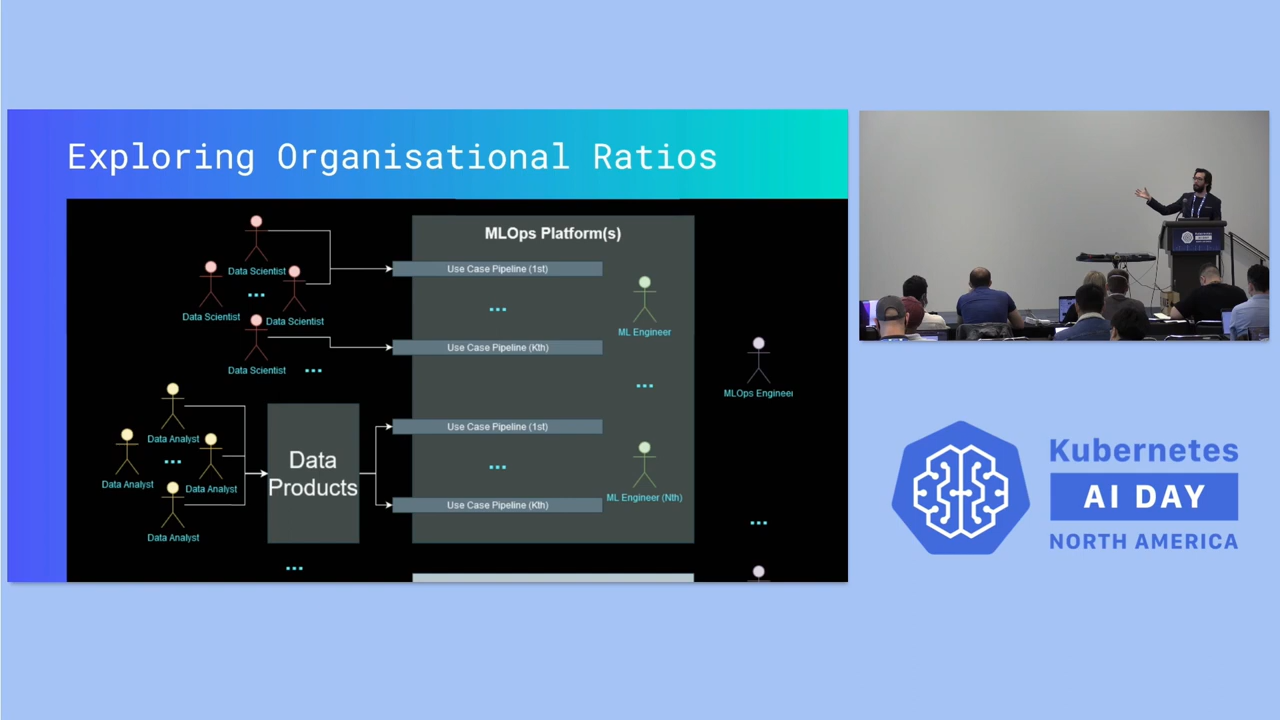 Exploring Organisational Ratios
MLOps Platform(s)
Data Scientist
Use Case Pipeline (1st)
...
Data Scientist
...
Data Scientist
ML Engineer
Use Case Pipeline (Kth)
Data Scientist
...
...
MLOps Engineer
Data Analyst
Use Case Pipeline (1st)
Data Analyst
...
Data Analyst
Data
Products
...
ML Engineer (Nth)
Use Case Pipeline (Kth)
Data Analyst
...
...
Kubernetes
AI DAY
NORTH AMERICA